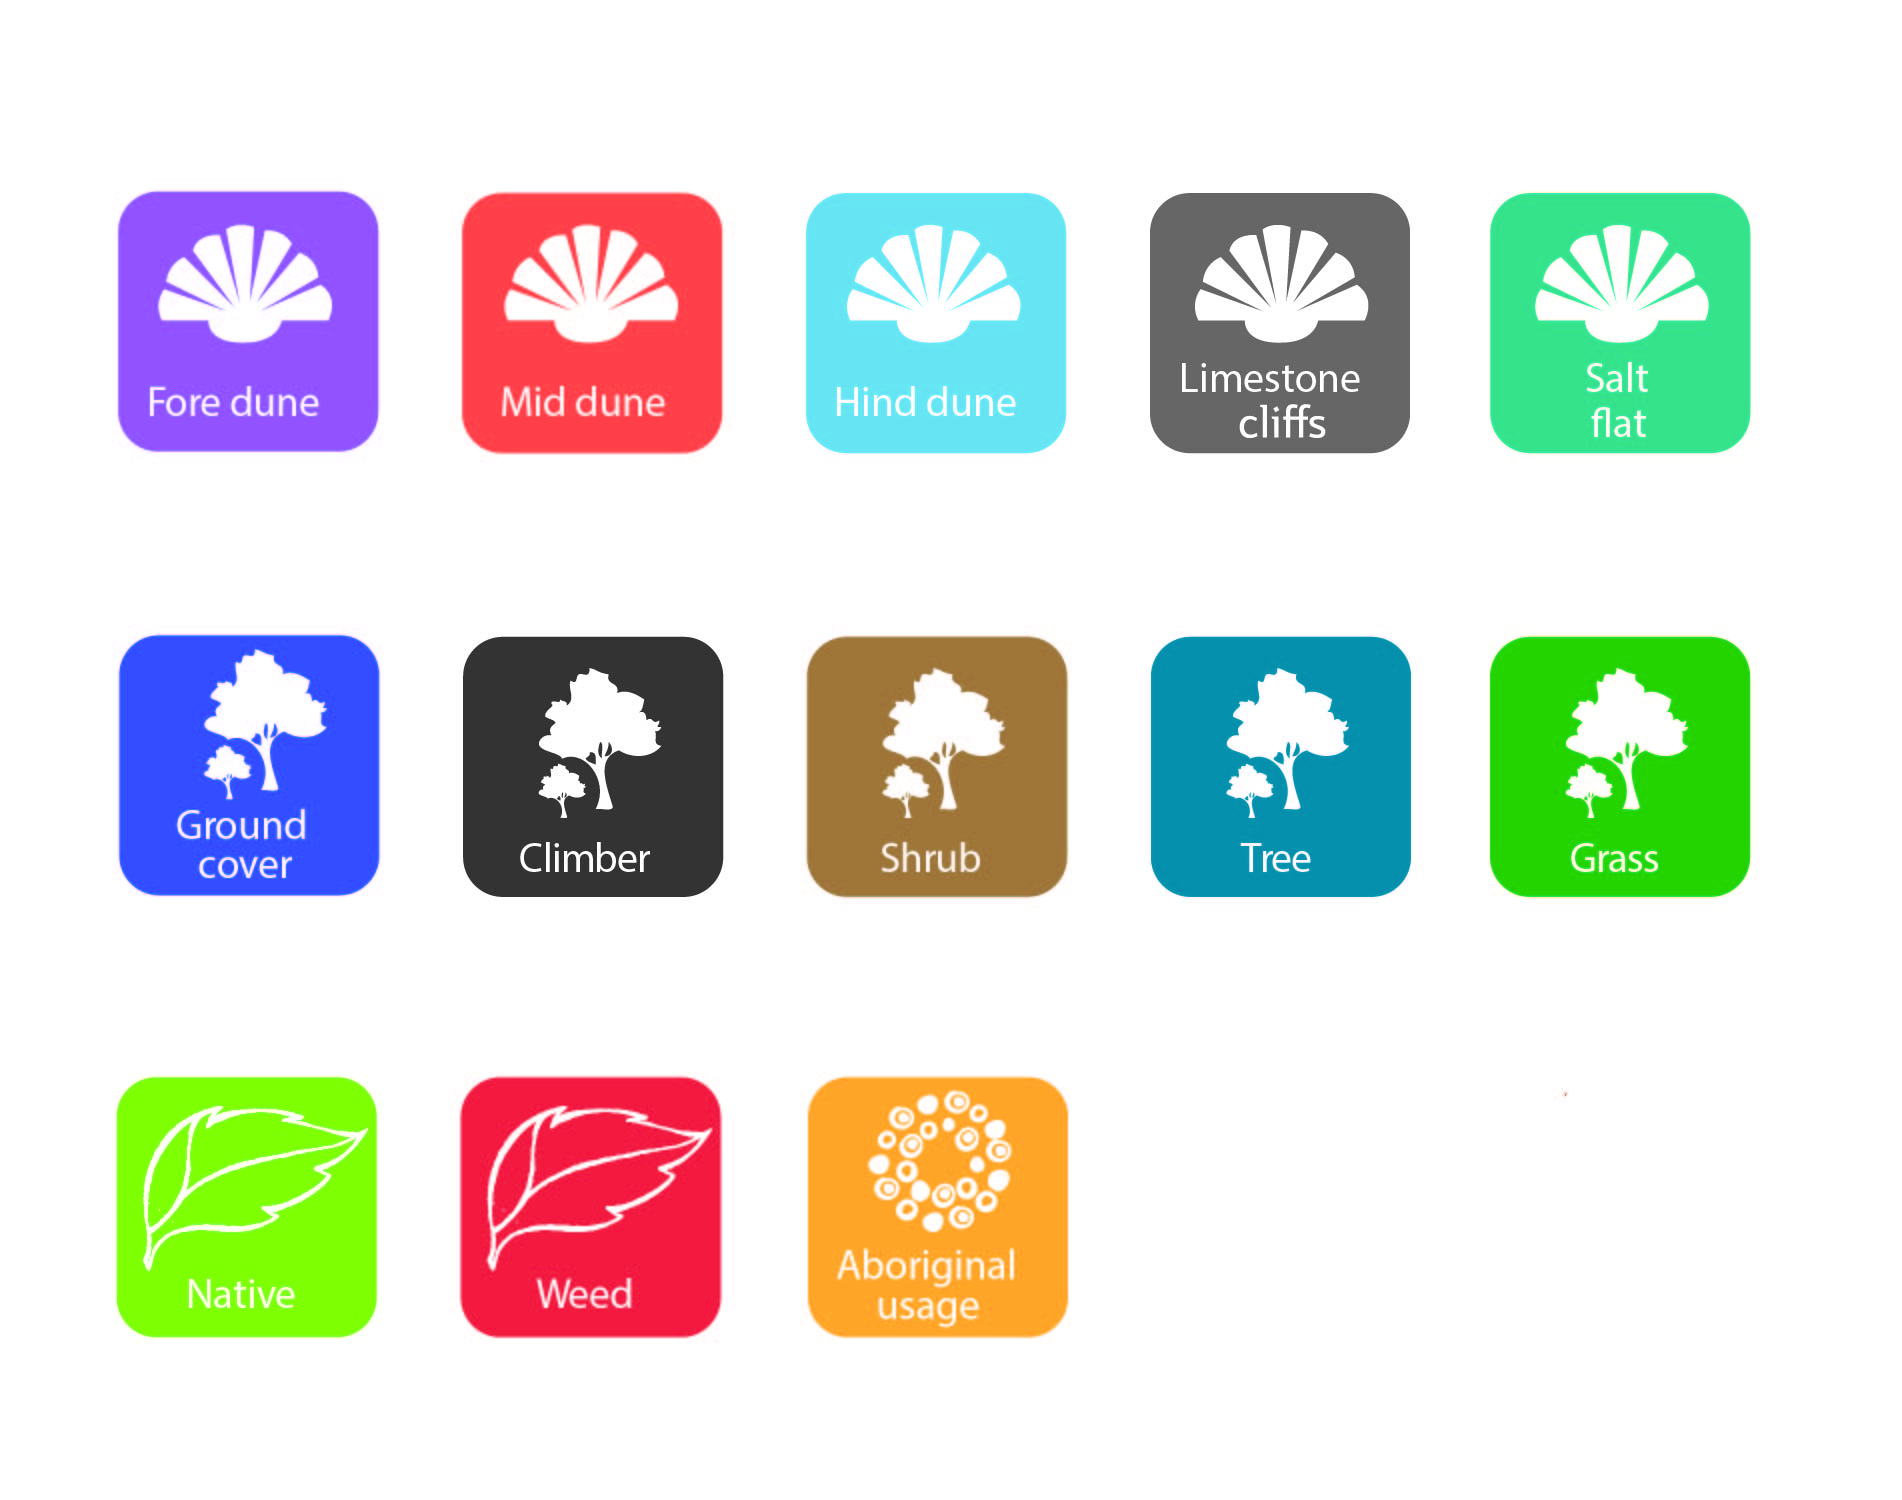 Fore dune
Mid dune
Hind dune
Limestone
cliffs
Salt
flat
Ground
cover
Climber
Shrub
Tree
Grass
Native
Weed
Aboriginal
usage